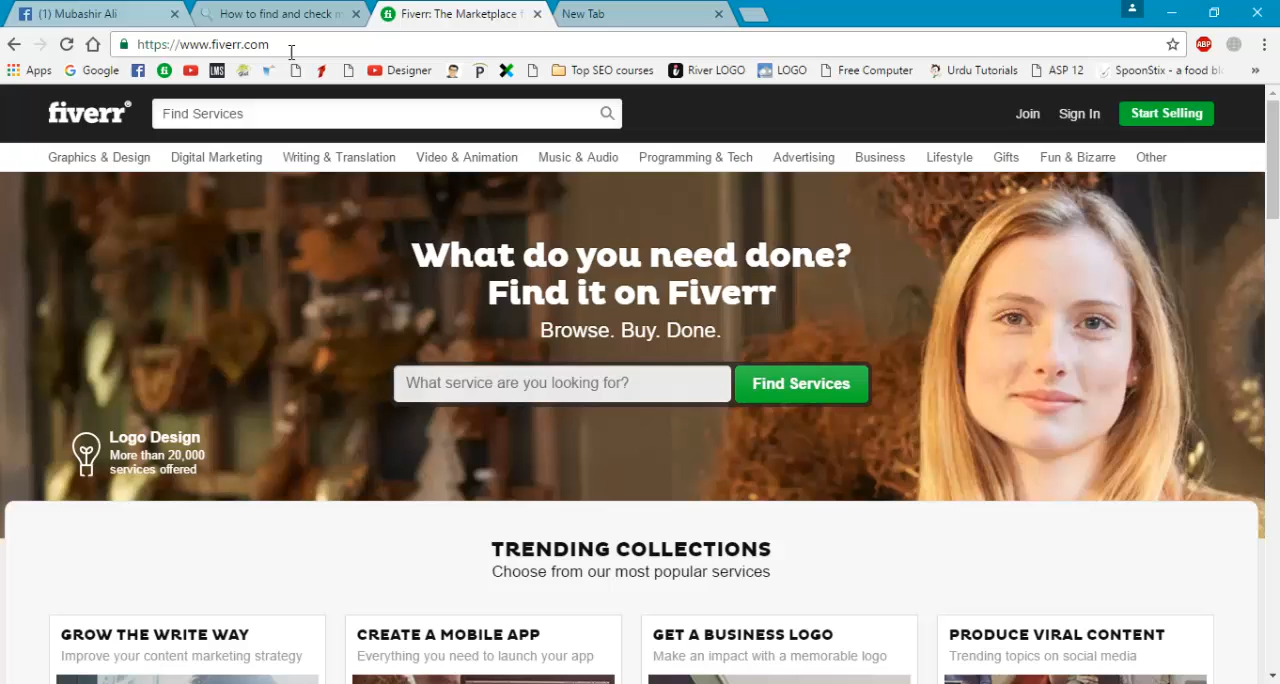 (1) Mubashir Ali
How to find and check m
Fiverr: The Marketplace f
New Tab
https://www.fiverr.com
Apps
Google
LMS
Designer
Top SEO courses
River LOGO
LOGO
Free Computer
Urdu Tutorials
ASP 12
SpoonStix - a food bl
»
fiverr®
Find Services
Join
Sign In
Start Selling
Graphics & Design
Digital Marketing
Writing & Translation
Video & Animation
Music & Audio
Programming & Tech
Advertising
Business
Lifestyle
Gifts
Fun & Bizarre
Other
What do you need done?
Find it on Fiverr
Browse. Buy. Done.
What service are you looking for?
Find Services
Logo Design
More than 20,000
services offered
TRENDING COLLECTIONS
Choose from our most popular services
GROW THE WRITE WAY
Improve your content marketing strategy
CREATE A MOBILE APP
Everything you need to launch your app
GET A BUSINESS LOGO
Make an impact with a memorable logo
PRODUCE VIRAL CONTENT
Trending topics on social media